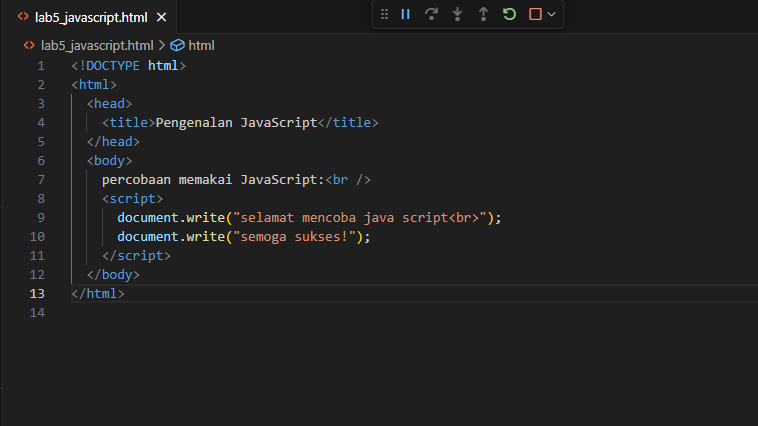 lab5_javascript.html
lab5_javascript.html > html
1 <!DOCTYPE html>
2 <html>
3   <head>
4     <title>Pengenalan JavaScript</title>
5   </head>
6   <body>
7     percobaan memakai JavaScript:<br />
8     <script>
9       document.write("selamat mencoba java script<br>");
10       document.write("semoga sukses!");
11     </script>
12   </body>
13 </html>
14